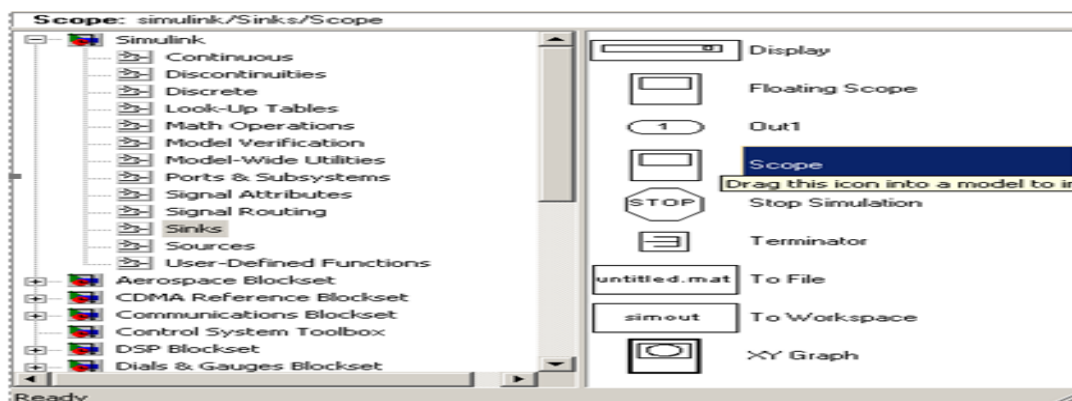 Scope: simulink/Sinks/Scope
Simulink
Continuous
Discontinuities
Discrete
Look-Up Tables
Math Operations
Model Verification
Model-Wide Utilities
Ports & Subsystems
Signal Attributes
Signal Routing
Sinks
Sources
User-Defined Functions
Aerospace Blockset
CDMA Reference Blockset
Communications Blockset
Control System Toolbox
DSP Blockset
Dials & Gauges Blockset
Display
Floating Scope
1 Out1
Scope
Drag this icon into a model to
STOP Stop Simulation
Terminator
untitled.mat To File
simout To Workspace
XY Graph
Ready